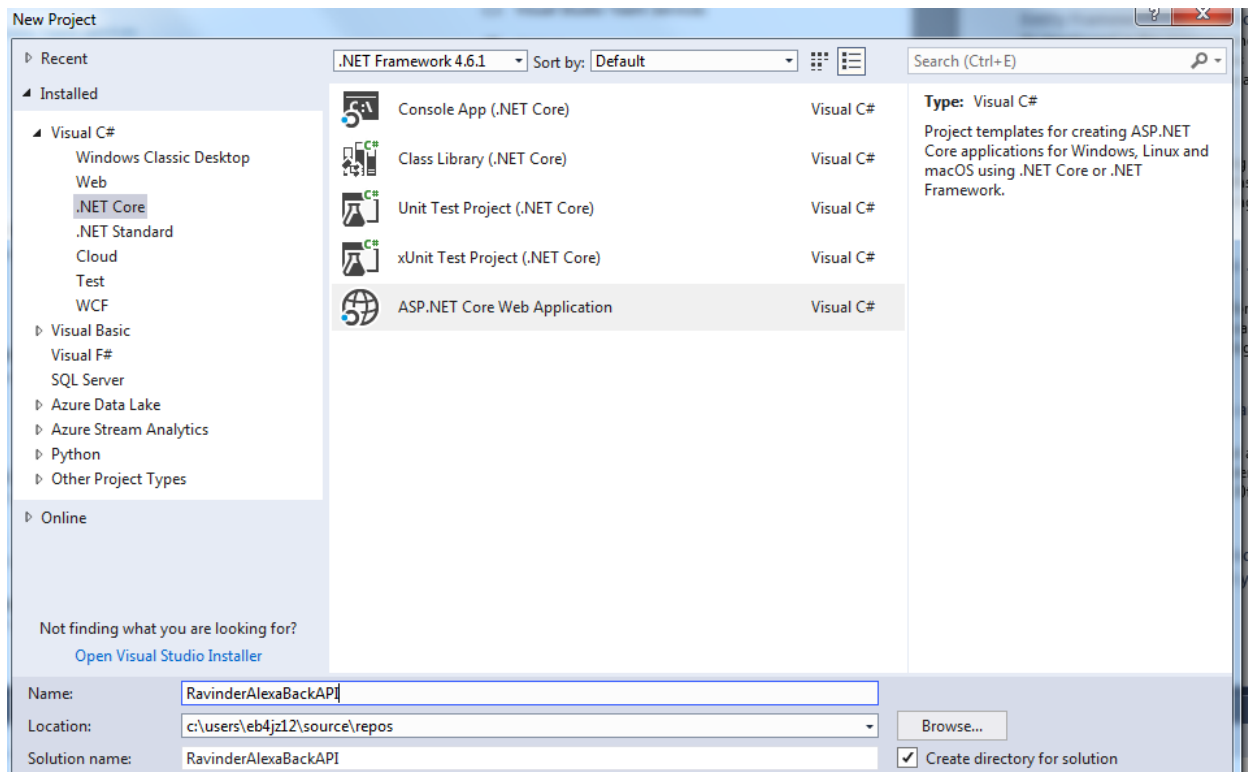 New Project
Recent
.NET Framework 4.6.1
Sort by: Default
Search (Ctrl+E)
Installed
Visual C#
Windows Classic Desktop
Web
.NET Core
.NET Standard
Cloud
Test
WCF
Visual Basic
Visual F#
SQL Server
Azure Data Lake
Azure Stream Analytics
Python
Other Project Types
Online
Not finding what you are looking for?
Open Visual Studio Installer
Console App (.NET Core) Visual C#
Class Library (.NET Core) Visual C#
Unit Test Project (.NET Core) Visual C#
xUnit Test Project (.NET Core) Visual C#
ASP.NET Core Web Application Visual C#
Type: Visual C#
Project templates for creating ASP.NET
Core applications for Windows, Linux and
macOS using .NET Core or .NET
Framework.
Name: RavinderAlexaBackAPI
Location: c:\users\eb4jz12\source\repos
Browse...
Solution name: RavinderAlexaBackAPI
Create directory for solution